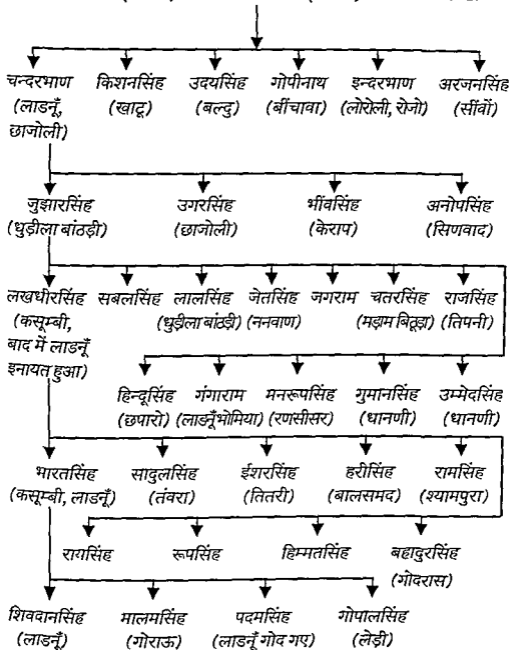 चन्दरभाण किशनसिंह उदयसिंह गोपीनाथ इन्दरभाण अरजनसिंह
(लाडनूँ, (खाटू) (बल्दु) (बींचावा) (लोरोली, रोजो) (सींवों)
छाजोली)
जुझारसिंह उगरसिंह भींवसिंह अनोपसिंह
(धुड़ीला बांठड़ी) (छाजोली) (केराप) (सिणवाद)
लखधीरसिंह सबलसिंह लालसिंह जेतसिंह जगराम चतरसिंह राजसिंह
(कसूम्बी, (धुड़ीला बांठड़ी) (ननवाण) (मड़ाम बिठूड़ा) (तिपनी)
बाद में लाडनूँ
इनायत हुआ)
हिन्दूसिंह गंगाराम मनरूपसिंह गुमानसिंह उम्मेदसिंह
(छपारो) (लाडनूँ भोमिया) (रणसीसर) (धानणी) (धानणी)
भारतसिंह सादुलसिंह ईशरसिंह हरीसिंह रामसिंह
(कसूम्बी, लाडनूँ) (तंवरा) (तितरी) (बालसमद) (श्यामपुरा)
रायसिंह रूपसिंह हिम्मतसिंह बहादुरसिंह
(गोदरास)
शिवदानसिंह मालमसिंह पदमसिंह गोपालसिंह
(लाडनूँ) (गोराऊ) (लाडनूँ गोद गए) (लेड़ी)